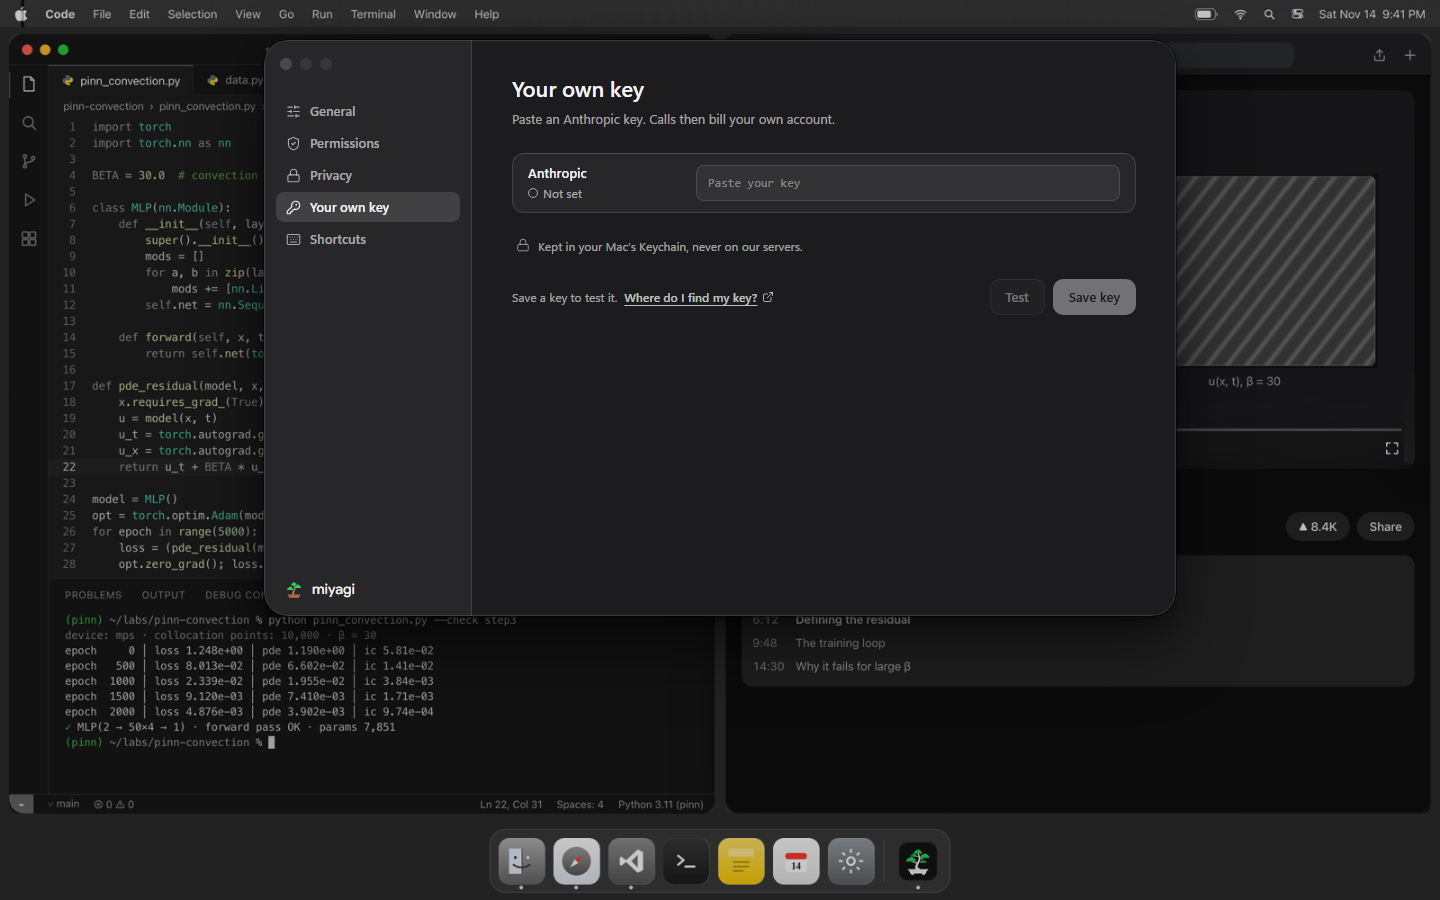 Code File Edit Selection View Go Run Terminal Window Help
Sat Nov 14 9:41 PM
pinn_convection.py
data.py
pinn-convection › pinn_convection.py
1 import torch
2 import torch.nn as nn
3
4 BETA = 30.0 # convection
5
6 class MLP(nn.Module):
7 def __init__(self, lay
8 super().__init__()
9 mods = []
10 for a, b in zip(la
11 mods += [nn.Li
12 self.net = nn.Sequ
13
14 def forward(self, x, t
15 return self.net(to
16
17 def pde_residual(model, x,
18 x.requires_grad_(True)
19 u = model(x, t)
20 u_t = torch.autograd.g
21 u_x = torch.autograd.g
22 return u_t + BETA * u_
23
24 model = MLP()
25 opt = torch.optim.Adam(mod
26 for epoch in range(5000):
27 loss = (pde_residual(m
28 opt.zero_grad(); loss.
PROBLEMS OUTPUT DEBUG CON
(pinn) ~/labs/pinn-convection % python pinn_convection.py --check step3
device: mps · collocation points: 10,000 · β = 30
epoch 0 | loss 1.248e+00 | pde 1.190e+00 | ic 5.81e-02
epoch 500 | loss 8.013e-02 | pde 6.602e-02 | ic 1.41e-02
epoch 1000 | loss 2.339e-02 | pde 1.955e-02 | ic 3.84e-03
epoch 1500 | loss 9.120e-03 | pde 7.410e-03 | ic 1.71e-03
epoch 2000 | loss 4.876e-03 | pde 3.902e-03 | ic 9.74e-04
✓ MLP(2 → 50×4 → 1) · forward pass OK · params 7,851
(pinn) ~/labs/pinn-convection %
main 0 0
Ln 22, Col 31 Spaces: 4 Python 3.11 (pinn)
General
Permissions
Privacy
Your own key
Shortcuts
miyagi
Your own key
Paste an Anthropic key. Calls then bill your own account.
Anthropic
Not set
Paste your key
Kept in your Mac's Keychain, never on our servers.
Save a key to test it. Where do I find my key?
Test
Save key
u(x, t), β = 30
▲ 8.4K
Share
6:12 Defining the residual
9:48 The training loop
14:30 Why it fails for large β
14